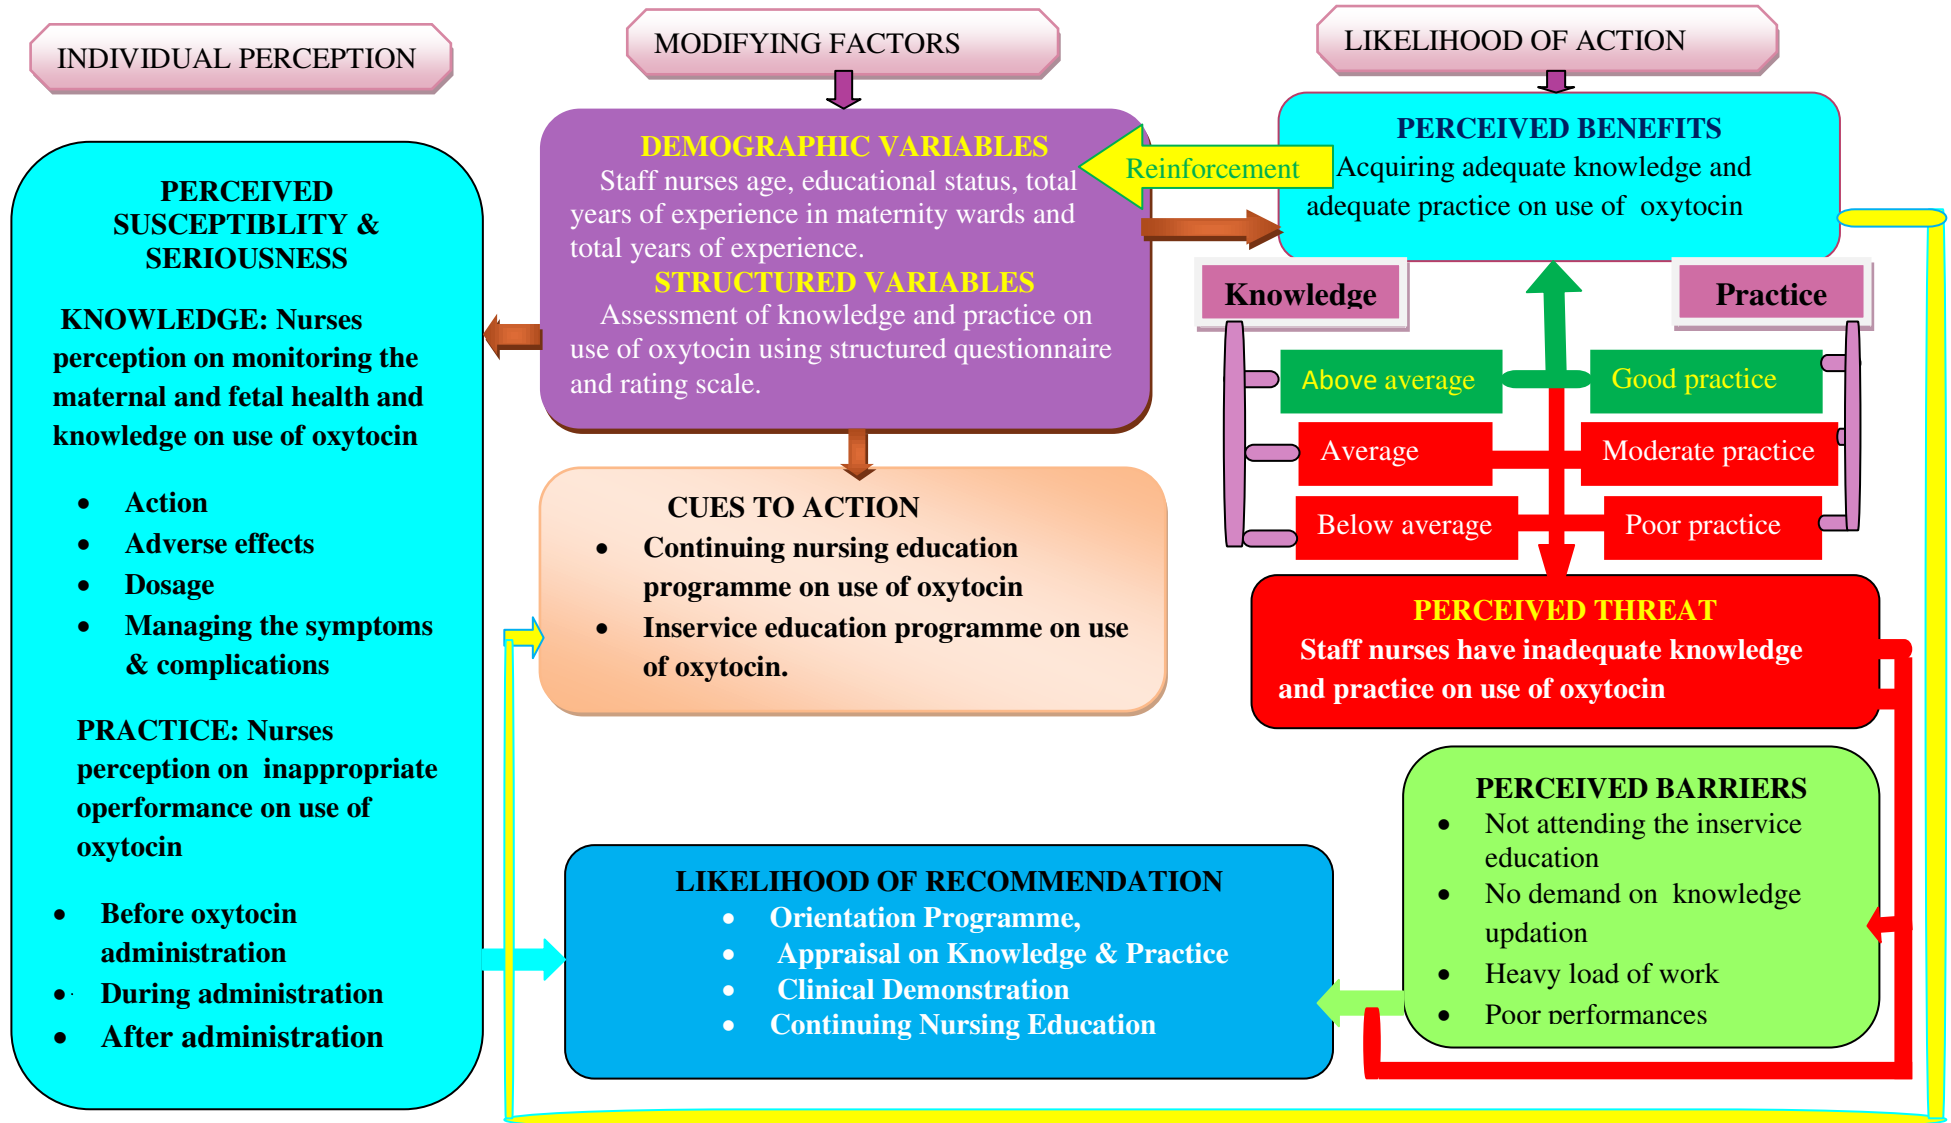 INDIVIDUAL PERCEPTION
MODIFYING FACTORS
LIKELIHOOD OF ACTION
PERCEIVED
SUSCEPTIBLITY &
SERIOUSNESS
KNOWLEDGE: Nurses
perception on monitoring the
maternal and fetal health and
knowledge on use of oxytocin
• Action
• Adverse effects
• Dosage
• Managing the symptoms
& complications
PRACTICE: Nurses
perception on inappropriate
operformance on use of
oxytocin
• Before oxytocin
administration
• During administration
• After administration
DEMOGRAPHIC VARIABLES
Staff nurses age, educational status, total
years of experience in maternity wards and
total years of experience.
STRUCTURED VARIABLES
Assessment of knowledge and practice on
use of oxytocin using structured questionnaire
and rating scale.
CUES TO ACTION
• Continuing nursing education
programme on use of oxytocin
• Inservice education programme on use
of oxytocin.
LIKELIHOOD OF RECOMMENDATION
• Orientation Programme,
• Appraisal on Knowledge & Practice
• Clinical Demonstration
• Continuing Nursing Education
Reinforcement
PERCEIVED BENEFITS
Acquiring adequate knowledge and
adequate practice on use of oxytocin
Knowledge
Practice
Above average
Good practice
Average
Moderate practice
Below average
Poor practice
PERCEIVED THREAT
Staff nurses have inadequate knowledge
and practice on use of oxytocin
PERCEIVED BARRIERS
• Not attending the inservice
education
• No demand on knowledge
updation
• Heavy load of work
• Poor performances